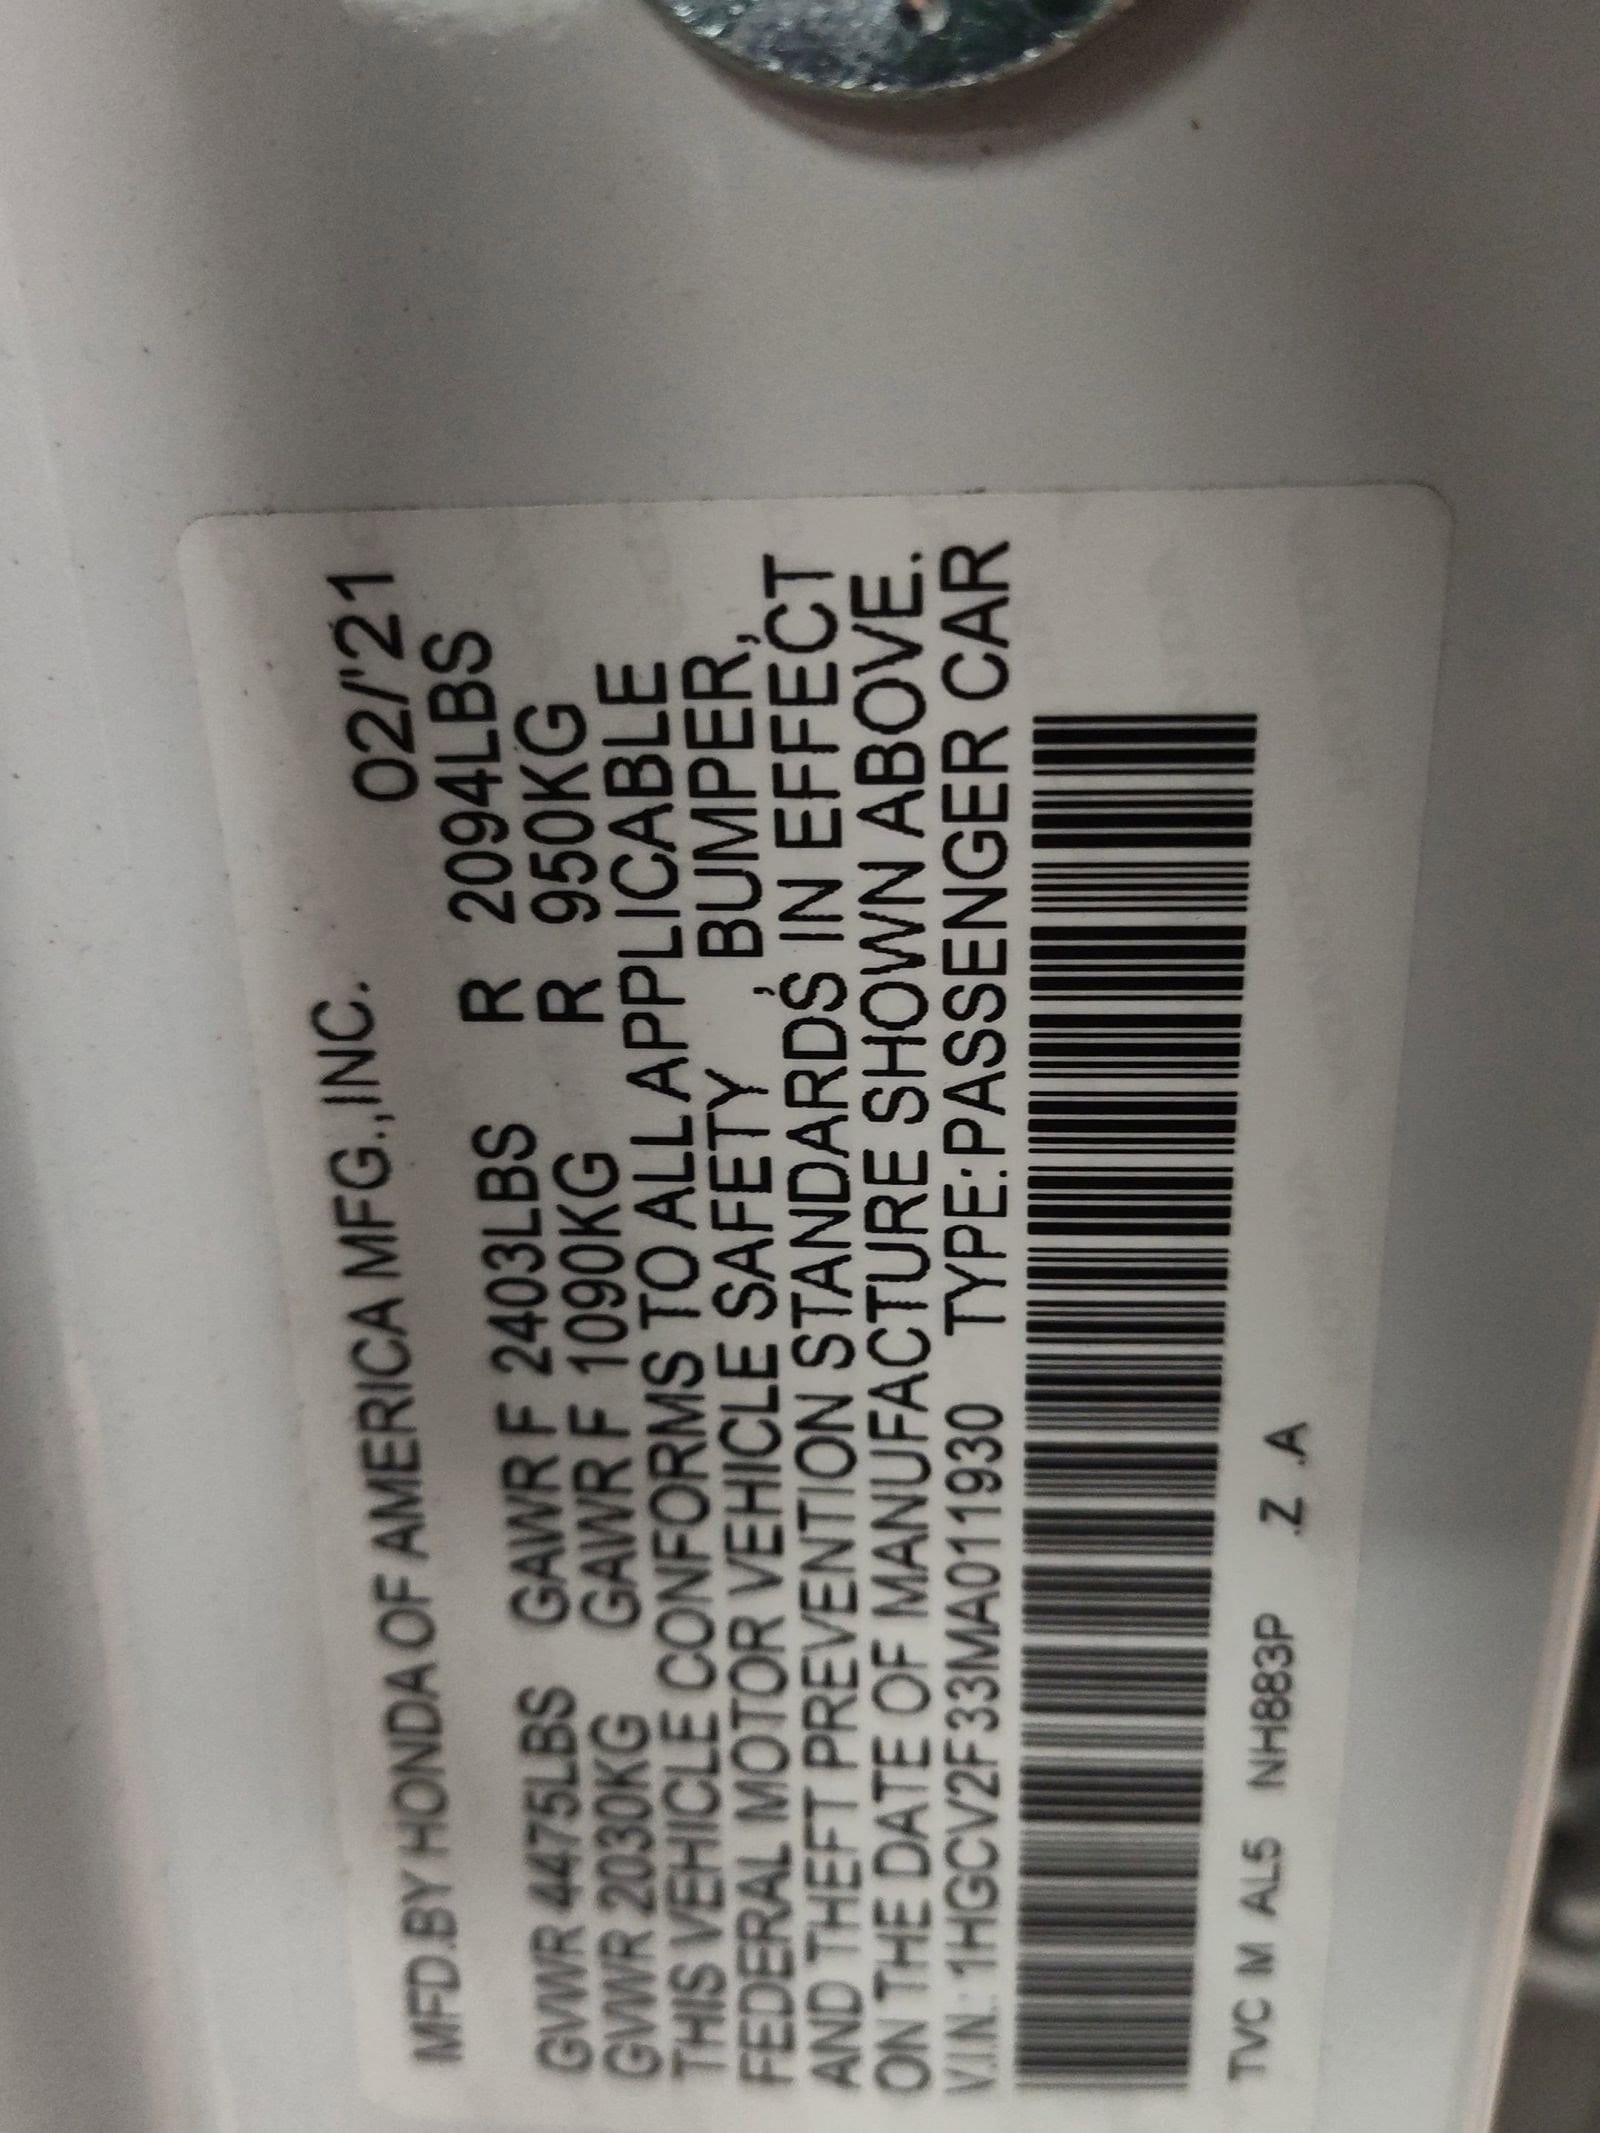 MFD.BY HONDA OF AMERICA MFG.,INC. 02/'21
GVWR 4475LBS GAWR F 2403LBS R 2094LBS
GVWR 2030KG GAWR F 1090KG R 950KG
THIS VEHICLE CONFORMS TO ALL APPLICABLE
FEDERAL MOTOR VEHICLE SAFETY, BUMPER,
AND THEFT PREVENTION STANDARDS, IN EFFECT
ON THE DATE OF MANUFACTURE SHOWN ABOVE.
V.I.N.: 1HGCV2F33MA011930 TYPE:PASSENGER CAR
TVC M AL5 NH883P .Z .A